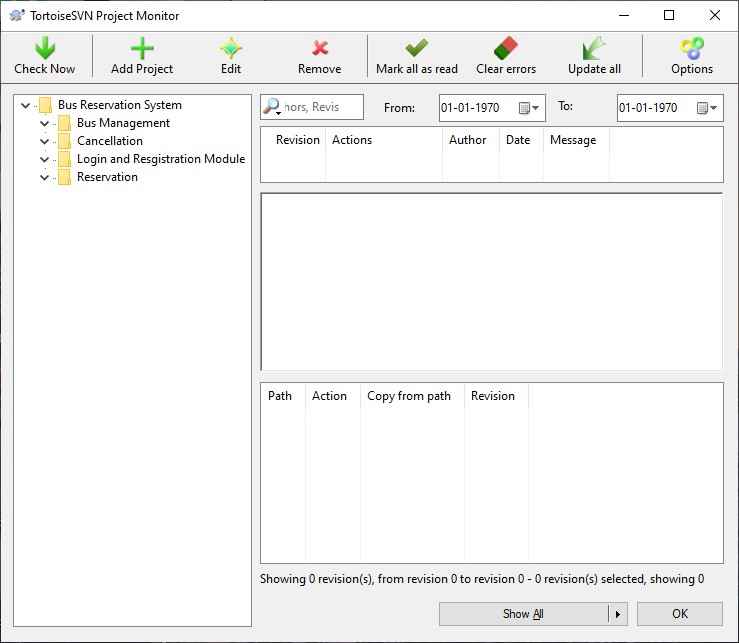 TortoiseSVN Project Monitor
Check Now Add Project Edit Remove Mark all as read Clear errors Update all Options
Bus Reservation System
Bus Management
Cancellation
Login and Resgistration Module
Reservation
hors, Revis From: 01-01-1970 To: 01-01-1970
Revision Actions Author Date Message
Path Action Copy from path Revision
Showing 0 revision(s), from revision 0 to revision 0 - 0 revision(s) selected, showing 0
Show All OK